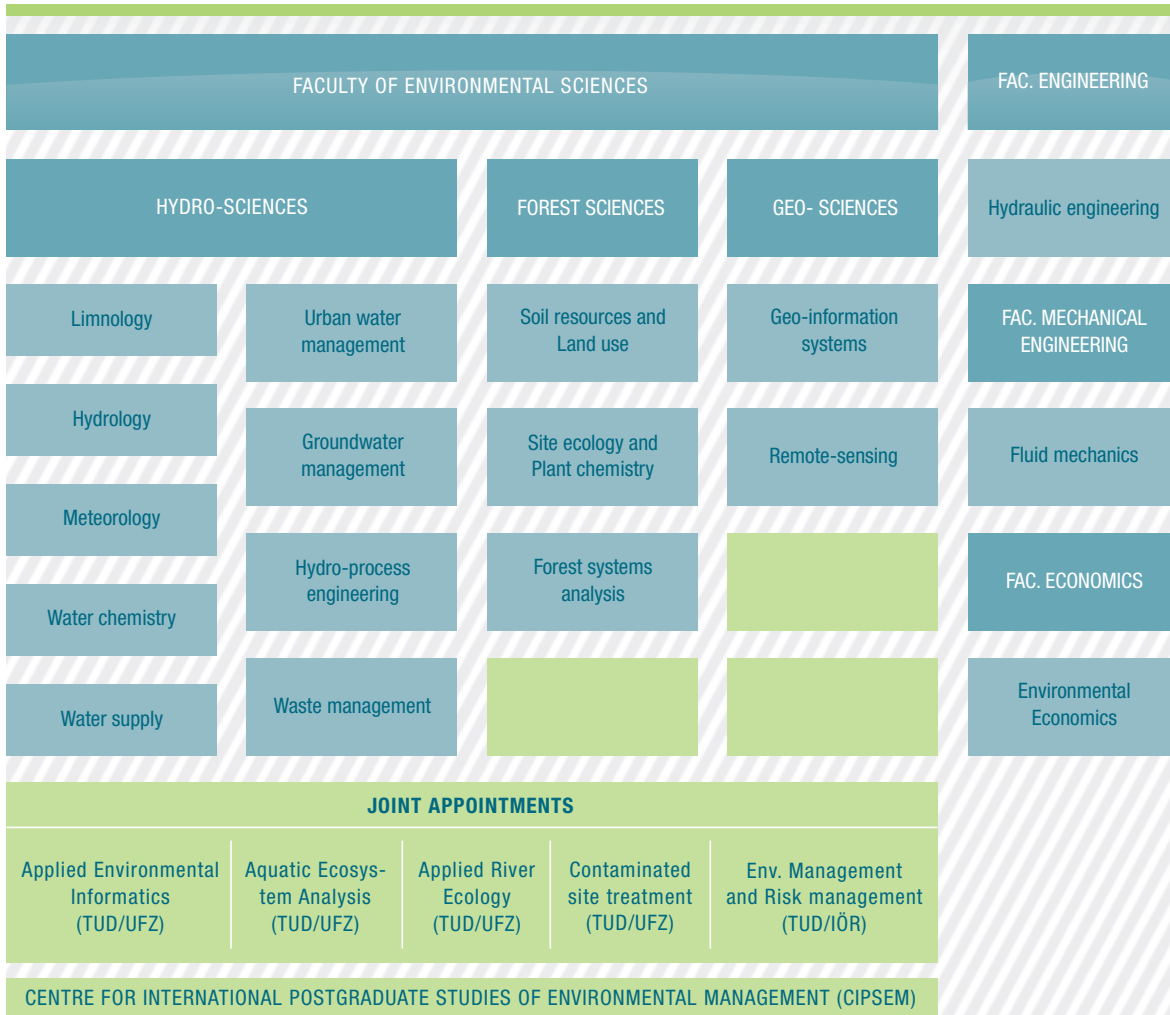 FACULTY OF ENVIRONMENTAL SCIENCES
FAC. ENGINEERING
HYDRO-SCIENCES
FOREST SCIENCES
GEO- SCIENCES
Hydraulic engineering
Limnology
Hydrology
Meteorology
Water chemistry
Water supply
Urban water
management
Groundwater
management
Hydro-process
engineering
Waste management
Soil resources and
Land use
Site ecology and
Plant chemistry
Forest systems
analysis
Geo-information
systems
Remote-sensing
FAC. MECHANICAL
ENGINEERING
Fluid mechanics
FAC. ECONOMICS
Environmental
Economics
JOINT APPOINTMENTS
Applied Environmental
Informatics
(TUD/UFZ)
Aquatic Ecosys-
tem Analysis
(TUD/UFZ)
Applied River
Ecology
(TUD/UFZ)
Contaminated
site treatment
(TUD/UFZ)
Env. Management
and Risk management
(TUD/IÖR)
CENTRE FOR INTERNATIONAL POSTGRADUATE STUDIES OF ENVIRONMENTAL MANAGEMENT (CIPSEM)